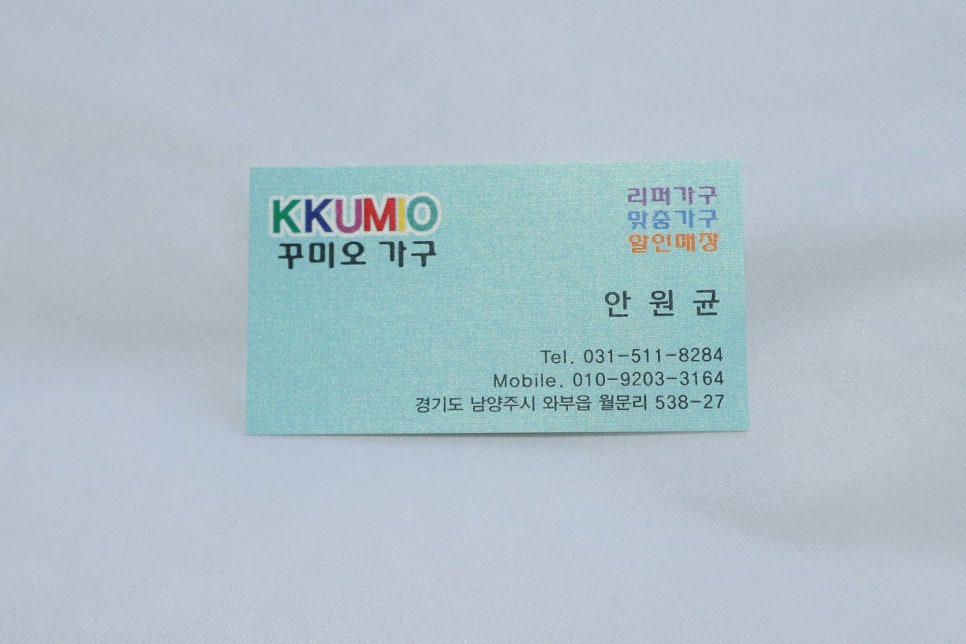 KKUMIO
꾸미오 가구
리퍼가구
맞춤가구
할인매장
안 원 균
Tel. 031-511-8284
Mobile. 010-9203-3164
경기도 남양주시 와부읍 월문리 538-27